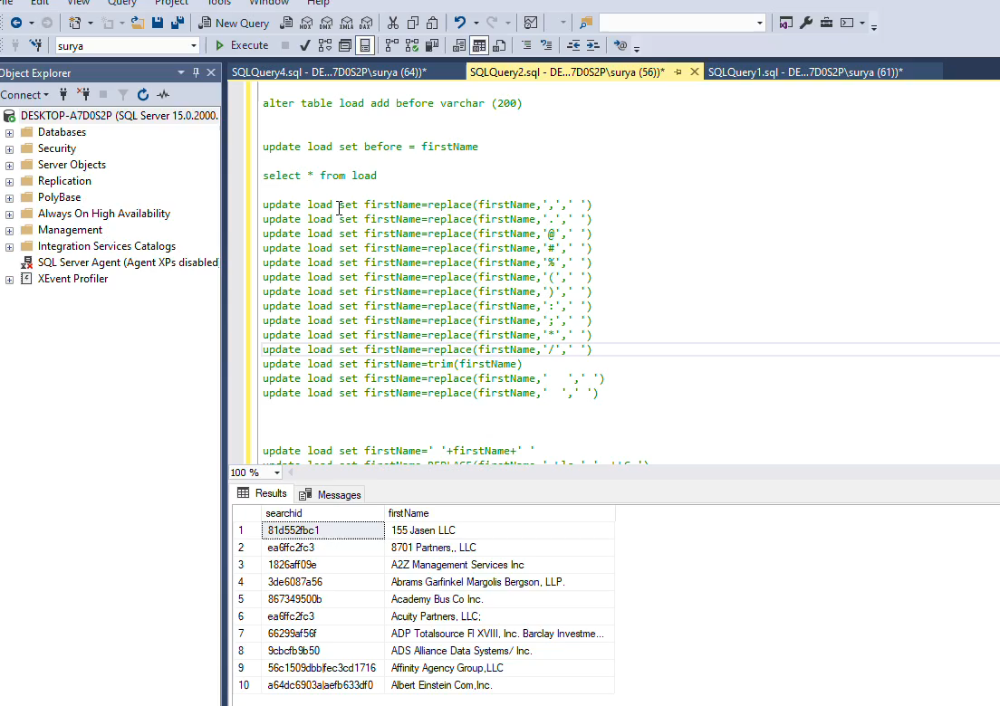 File Edit View Query Project Tools Window Help
New Query MDX DMX XMLA DAX
surya Execute
Object Explorer
Connect
DESKTOP-A7D0S2P (SQL Server 15.0.2000.
Databases
Security
Server Objects
Replication
PolyBase
Always On High Availability
Management
Integration Services Catalogs
SQL Server Agent (Agent XPs disabled)
XEvent Profiler
SQLQuery4.sql - DE...7D0S2P\surya (64))* SQLQuery2.sql - DE...7D0S2P\surya (56))* SQLQuery1.sql - DE...7D0S2P\surya (61))*
alter table load add before varchar (200)
update load set before = firstName
select * from load
update load set firstName=replace(firstName,',',' ')
update load set firstName=replace(firstName,'.',' ')
update load set firstName=replace(firstName,'@',' ')
update load set firstName=replace(firstName,'#',' ')
update load set firstName=replace(firstName,'%',' ')
update load set firstName=replace(firstName,'(',' ')
update load set firstName=replace(firstName,')',' ')
update load set firstName=replace(firstName,':',' ')
update load set firstName=replace(firstName,';',' ')
update load set firstName=replace(firstName,'*',' ')
update load set firstName=replace(firstName,'/',' ')
update load set firstName=trim(firstName)
update load set firstName=replace(firstName,'   ',' ')
update load set firstName=replace(firstName,'  ',' ')
update load set firstName=' '+firstName+' '
100 %
Results Messages
searchid firstName
1 81d552fbc1 155 Jasen LLC
2 ea6ffc2fc3 8701 Partners,, LLC
3 1826aff09e A2Z Management Services Inc
4 3de6087a56 Abrams Garfinkel Margolis Bergson, LLP.
5 867349500b Academy Bus Co Inc.
6 ea6ffc2fc3 Acuity Partners, LLC;
7 66299af56f ADP Totalsource FI XVIII, Inc. Barclay Investme...
8 9cbcfb9b50 ADS Alliance Data Systems/ Inc.
9 56c1509dbb|fec3cd1716 Affinity Agency Group,LLC
10 a64dc6903a|aefb633df0 Albert Einstein Com,Inc.